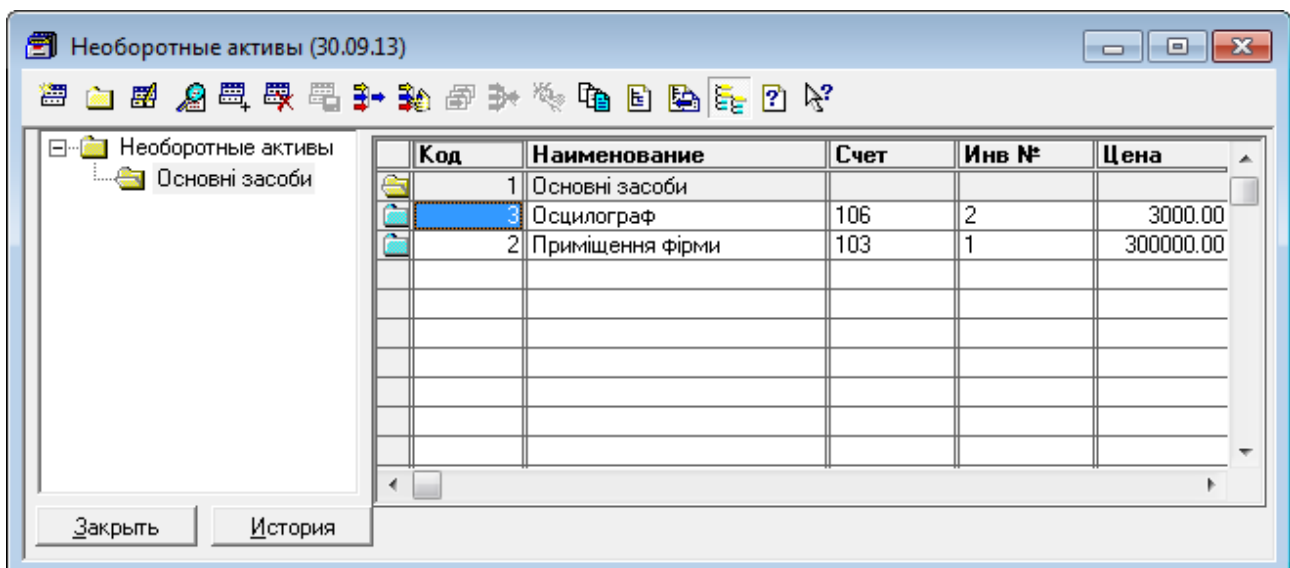 Необоротные активы (30.09.13)
Необоротные активы
Основні засоби
Код Наименование Счет Инв № Цена
1 Основні засоби
3 Осцилограф 106 2 3000.00
2 Приміщення фірми 103 1 300000.00
Закрыть История